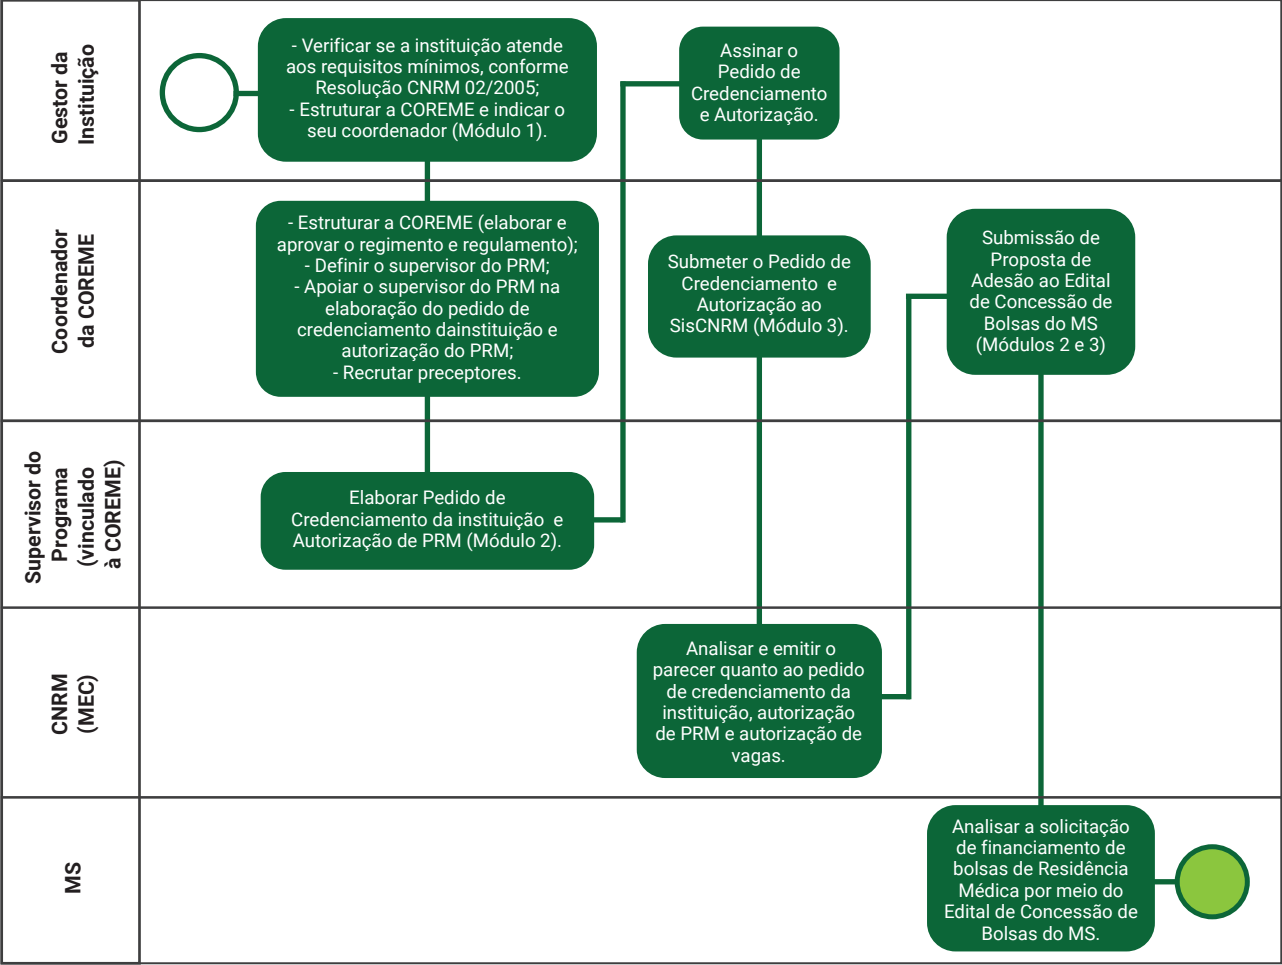 Gestor da
Instituição
- Verificar se a instituição atende
aos requisitos mínimos, conforme
Resolução CNRM 02/2005;
- Estruturar a COREME e indicar o
seu coordenador (Módulo 1).
Assinar o
Pedido de
Credenciamento
e Autorização.
Coordenador
da COREME
- Estruturar a COREME (elaborar e
aprovar o regimento e regulamento);
- Definir o supervisor do PRM;
- Apoiar o supervisor do PRM na
elaboração do pedido de
credenciamento dainstituição e
autorização do PRM;
- Recrutar preceptores.
Submeter o Pedido de
Credenciamento e
Autorização ao
SisCNRM (Módulo 3).
Submissão de
Proposta de
Adesão ao Edital
de Concessão de
Bolsas do MS
(Módulos 2 e 3)
Supervisor do
Programa
(vinculado
à COREME)
Elaborar Pedido de
Credenciamento da instituição e
Autorização de PRM (Módulo 2).
CNRM
(MEC)
Analisar e emitir o
parecer quanto ao pedido
de credenciamento da
instituição, autorização
de PRM e autorização de
vagas.
MS
Analisar a solicitação
de financiamento de
bolsas de Residência
Médica por meio do
Edital de Concessão de
Bolsas do MS.